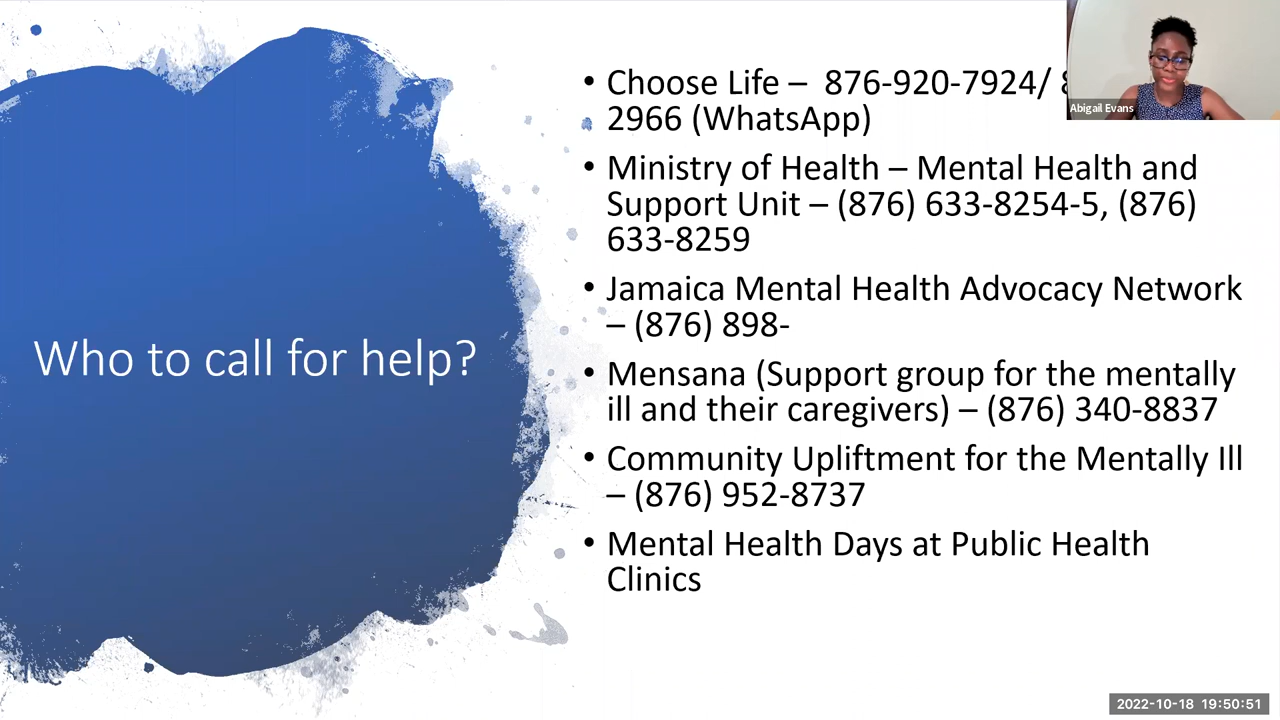 Who to call for help?
• Choose Life – 876-920-7924/
2966 (WhatsApp)
• Ministry of Health – Mental Health and
Support Unit – (876) 633-8254-5, (876)
633-8259
• Jamaica Mental Health Advocacy Network
– (876) 898-
• Mensana (Support group for the mentally
ill and their caregivers) – (876) 340-8837
• Community Upliftment for the Mentally Ill
– (876) 952-8737
• Mental Health Days at Public Health
Clinics
Abigail Evans
2022-10-18 19:50:51